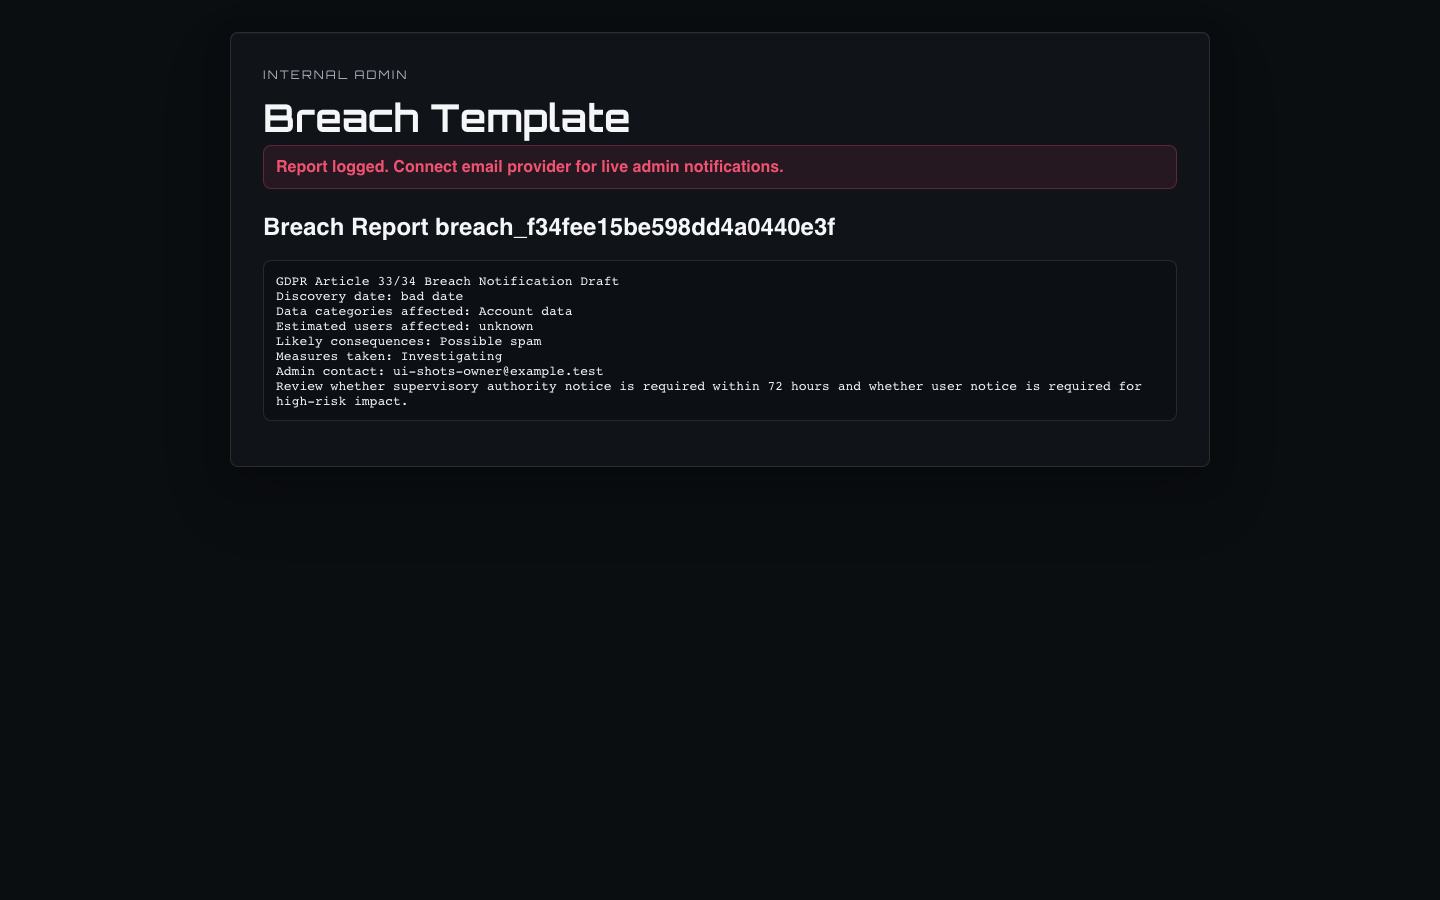 INTERNAL ADMIN
Breach Template
Report logged. Connect email provider for live admin notifications.
Breach Report breach_f34fee15be598dd4a0440e3f
GDPR Article 33/34 Breach Notification Draft
Discovery date: bad date
Data categories affected: Account data
Estimated users affected: unknown
Likely consequences: Possible spam
Measures taken: Investigating
Admin contact: ui-shots-owner@example.test
Review whether supervisory authority notice is required within 72 hours and whether user notice is required for
high-risk impact.